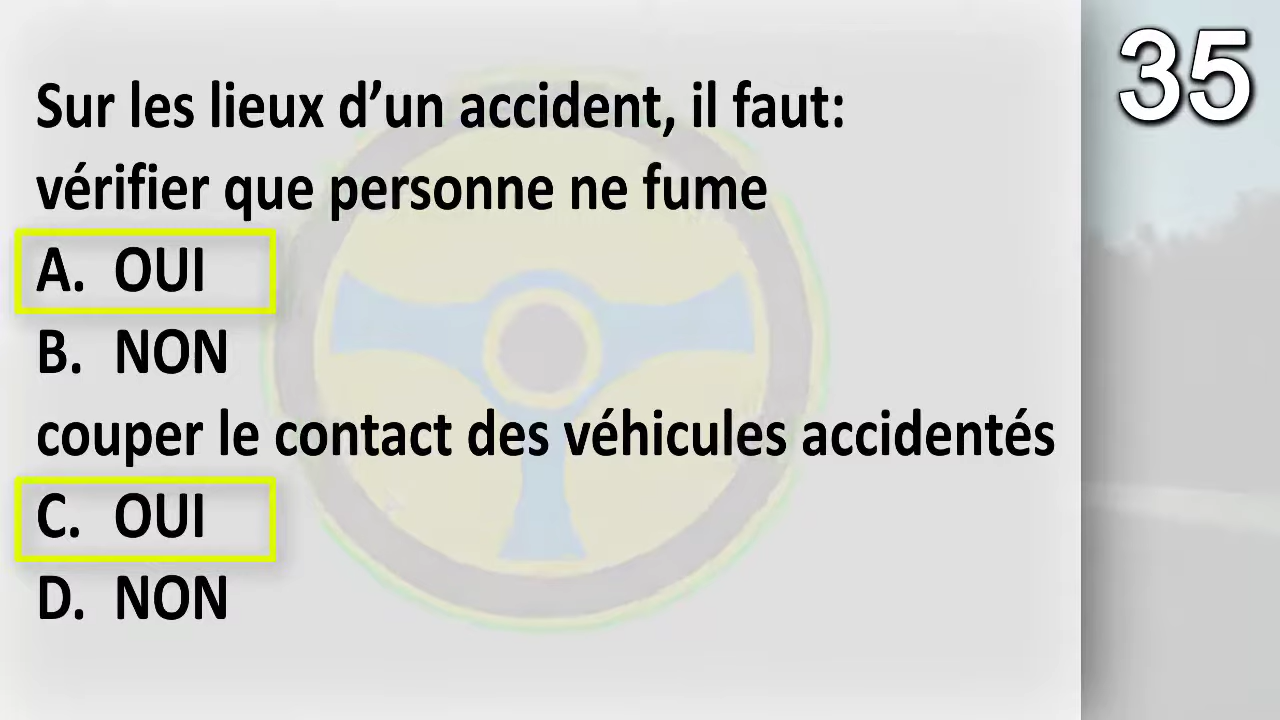 35
Sur les lieux d’un accident, il faut:
vérifier que personne ne fume
A. OUI
B. NON
couper le contact des véhicules accidentés
C. OUI
D. NON